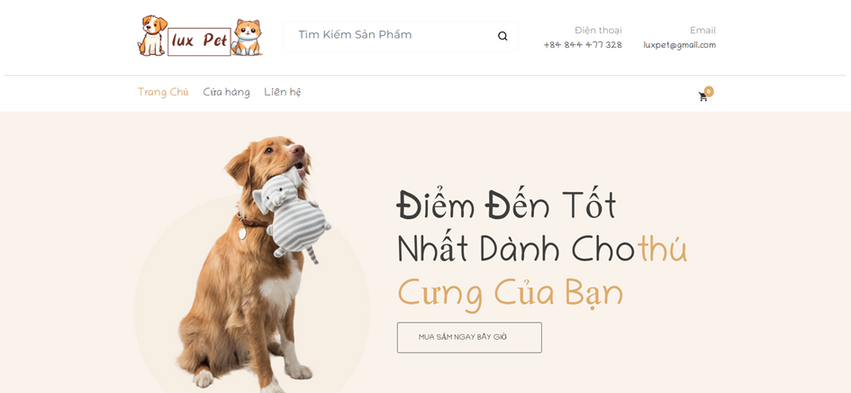 lux Pet
Tìm Kiếm Sản Phẩm
Điện thoại
+84 844 477 328
Email
luxpet@gmail.com
Trang Chủ Cửa hàng Liên hệ
0
Điểm Đến Tốt
Nhất Dành Chothú
Cưng Của Bạn
MUA SẮM NGAY BÂY GIỜ